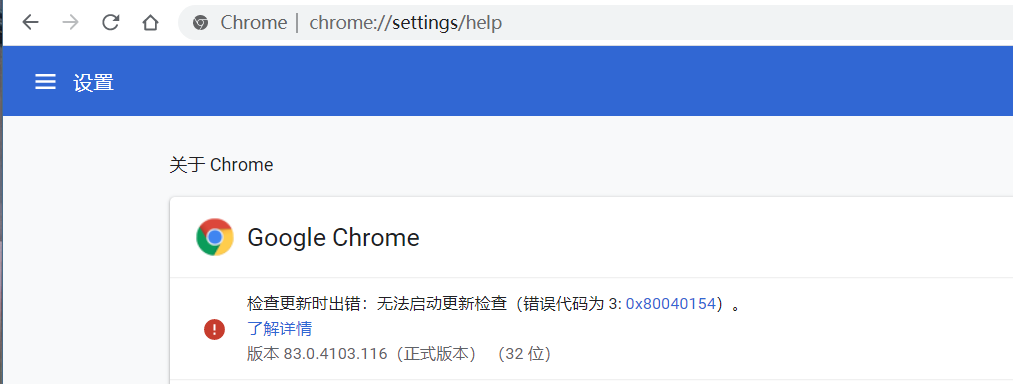 Chrome | chrome://settings/help
设置
关于 Chrome
Google Chrome
检查更新时出错：无法启动更新检查（错误代码为 3: 0x80040154）。
了解详情
版本 83.0.4103.116（正式版本） （32 位）